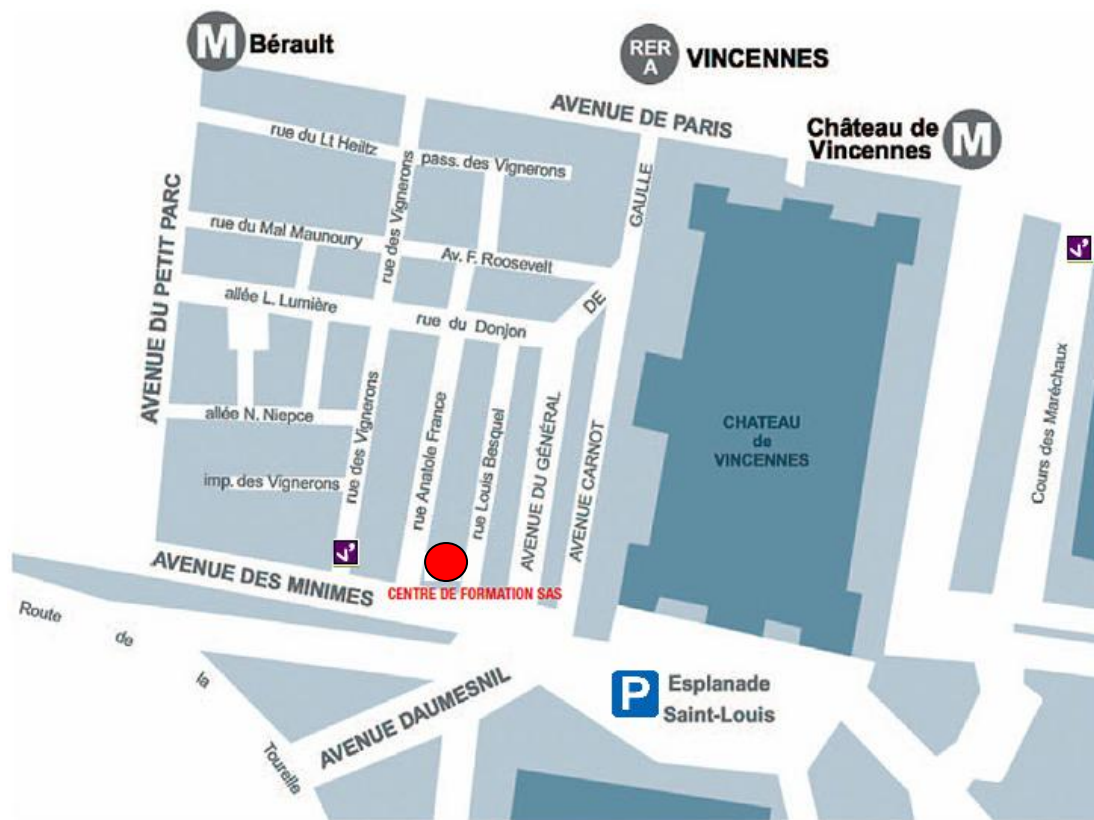 M Bérault
RER
A
VINCENNES
AVENUE DE PARIS
Château de
Vincennes
M
rue du Lt Heiltz
pass. des Vignerons
rue des Vignerons
GAULLE
AVENUE DU PETIT PARC
rue du Mal Maunoury
Av. F. Roosevelt
allée L. Lumière
rue du Donjon
DE
allée N. Niepce
imp. des Vignerons
rue des Vignerons
rue Anatole France
rue Louis Besquel
AVENUE DU GÉNÉRAL
AVENUE CARNOT
CHATEAU
de
VINCENNES
Cours des Maréchaux
V'
V'
AVENUE DES MINIMES
CENTRE DE FORMATION SAS
Route de la Tourelle
AVENUE DAUMESNIL
P
Esplanade
Saint-Louis